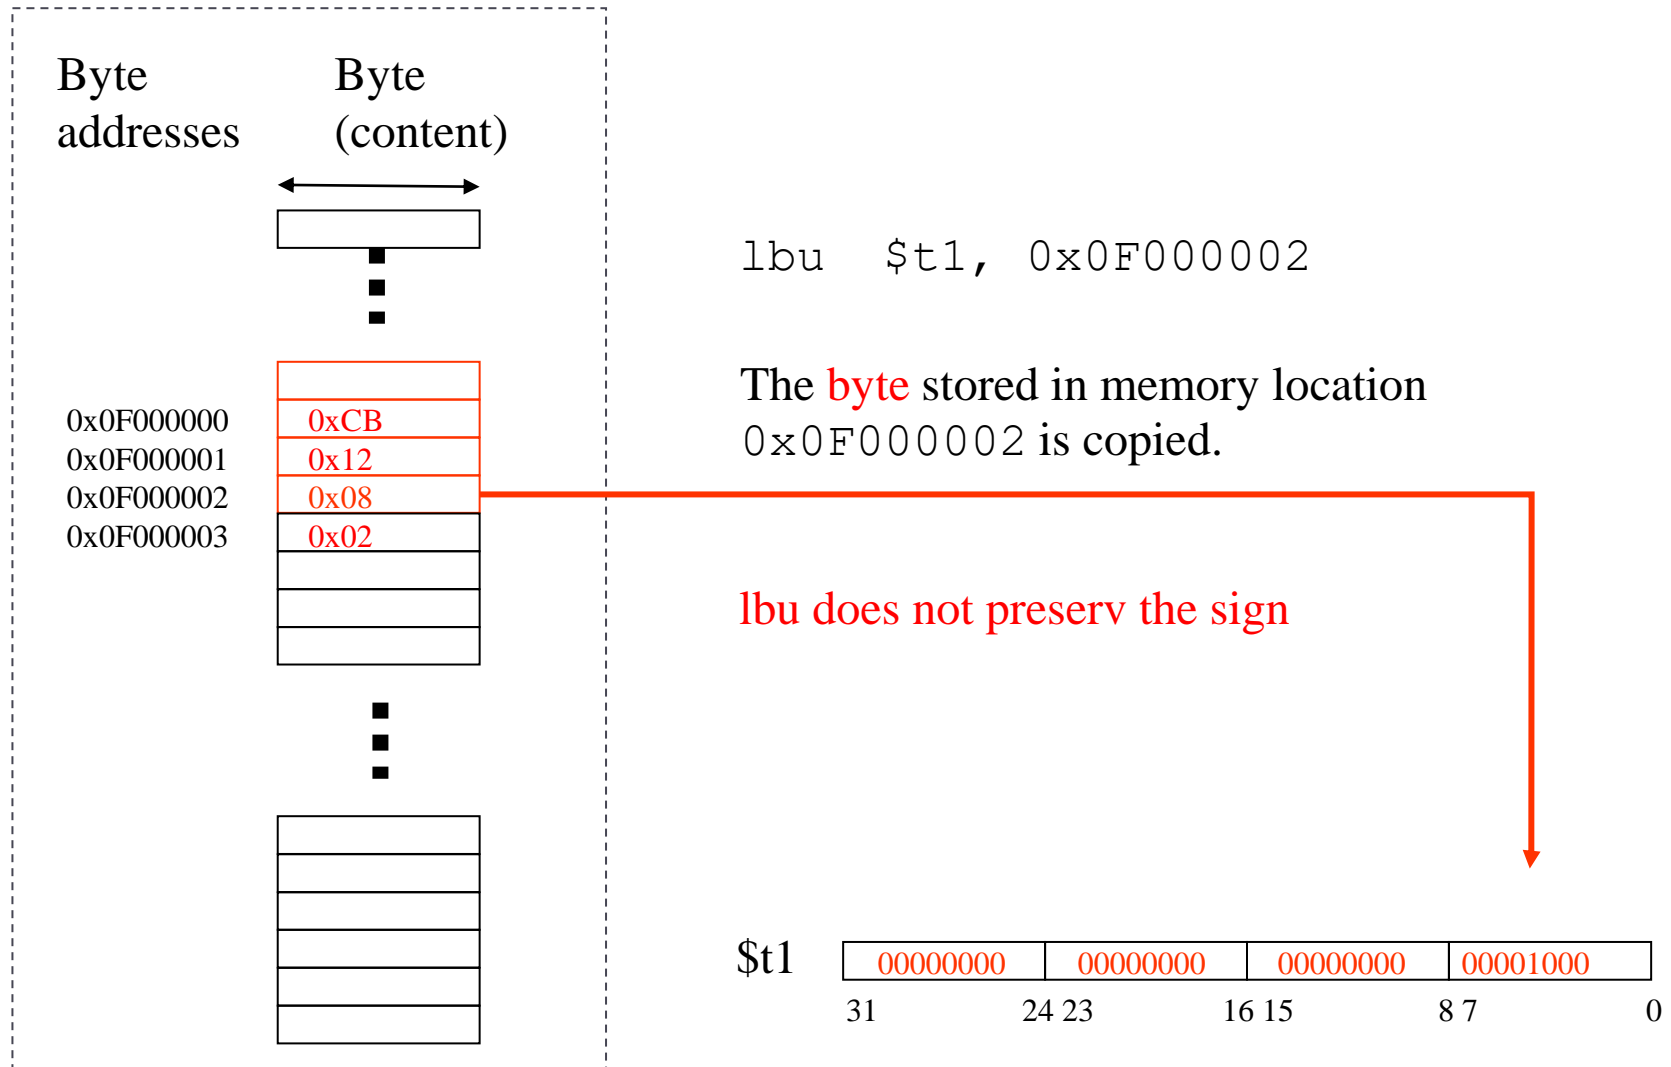 Byte addresses
Byte (content)
0x0F000000 0xCB
0x0F000001 0x12
0x0F000002 0x08
0x0F000003 0x02
lbu $t1, 0x0F000002
The byte stored in memory location
0x0F000002 is copied.
lbu does not preserv the sign
$t1 00000000 00000000 00000000 00001000
31 24 23 16 15 8 7 0